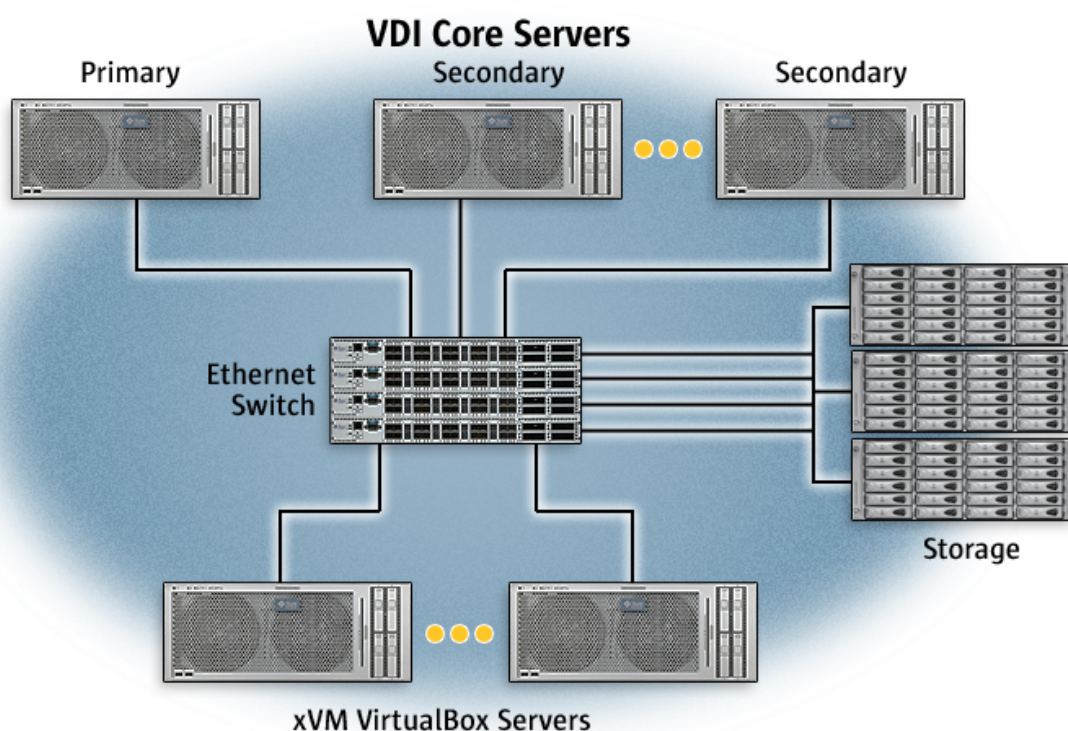 VDI Core Servers
Primary
Secondary
Secondary
Ethernet
Switch
Storage
xVM VirtualBox Servers